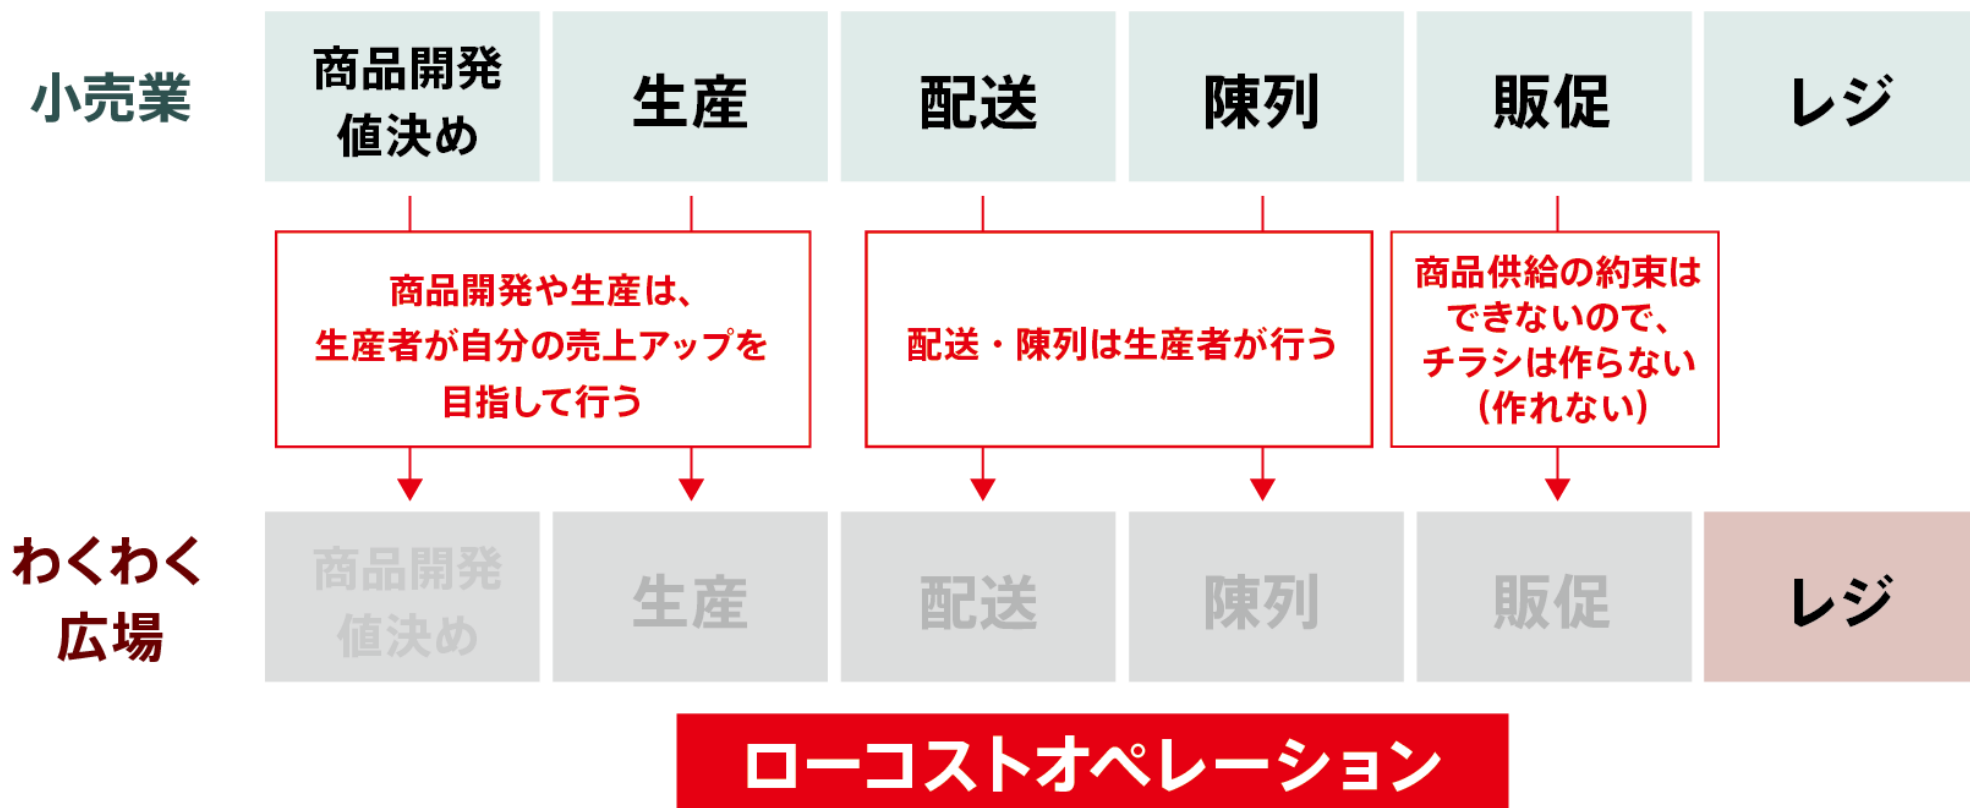 小売業
商品開発
値決め
生産
配送
陳列
販促
レジ
商品開発や生産は、
生産者が自分の売上アップを
目指して行う
配送・陳列は生産者が行う
商品供給の約束は
できないので、
チラシは作らない
（作れない）
わくわく
広場
商品開発
値決め
生産
配送
陳列
販促
レジ
ローコストオペレーション